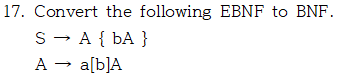 17. Convert the following EBNF to BNF.
S → A { bA }
A → a[b]A